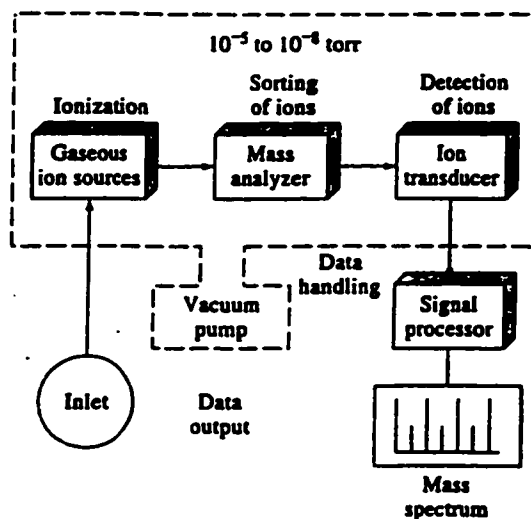 10⁻⁵ to 10⁻⁸ torr
Ionization
Sorting
of ions
Detection
of ions
Gaseous
ion sources
Mass
analyzer
Ion
transducer
Data
handling
Vacuum
pump
Signal
processor
Inlet
Data
output
Mass
spectrum